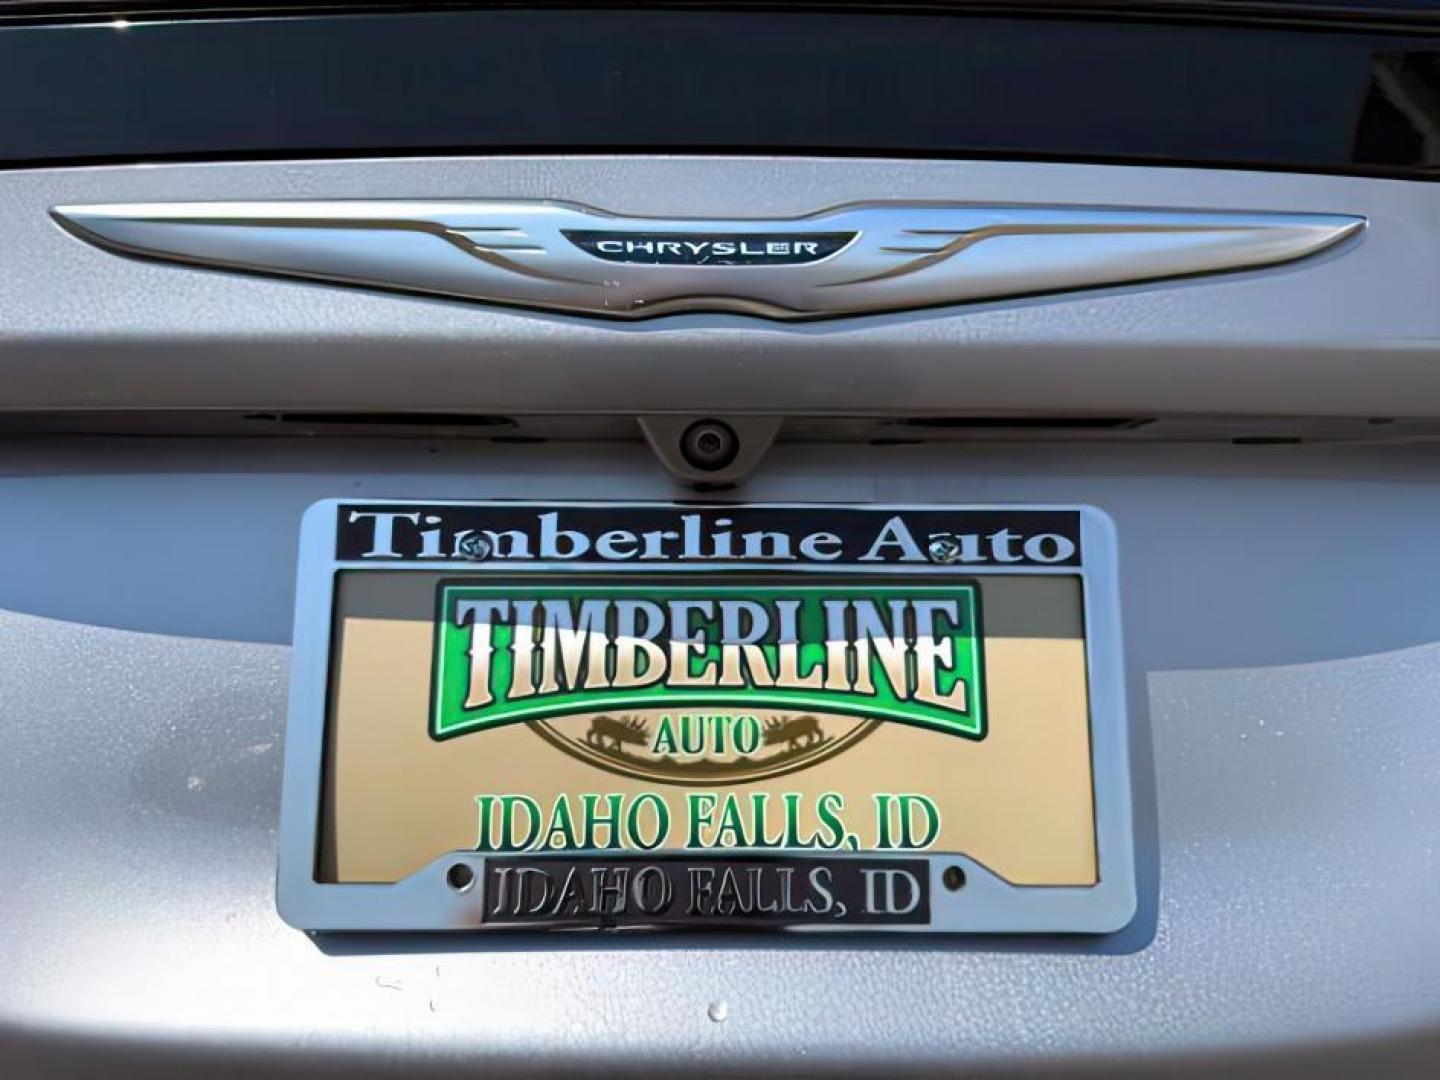 CHRYSLER
Timberline Auto
TIMBERLINE
AUTO
IDAHO FALLS, ID
IDAHO FALLS, ID